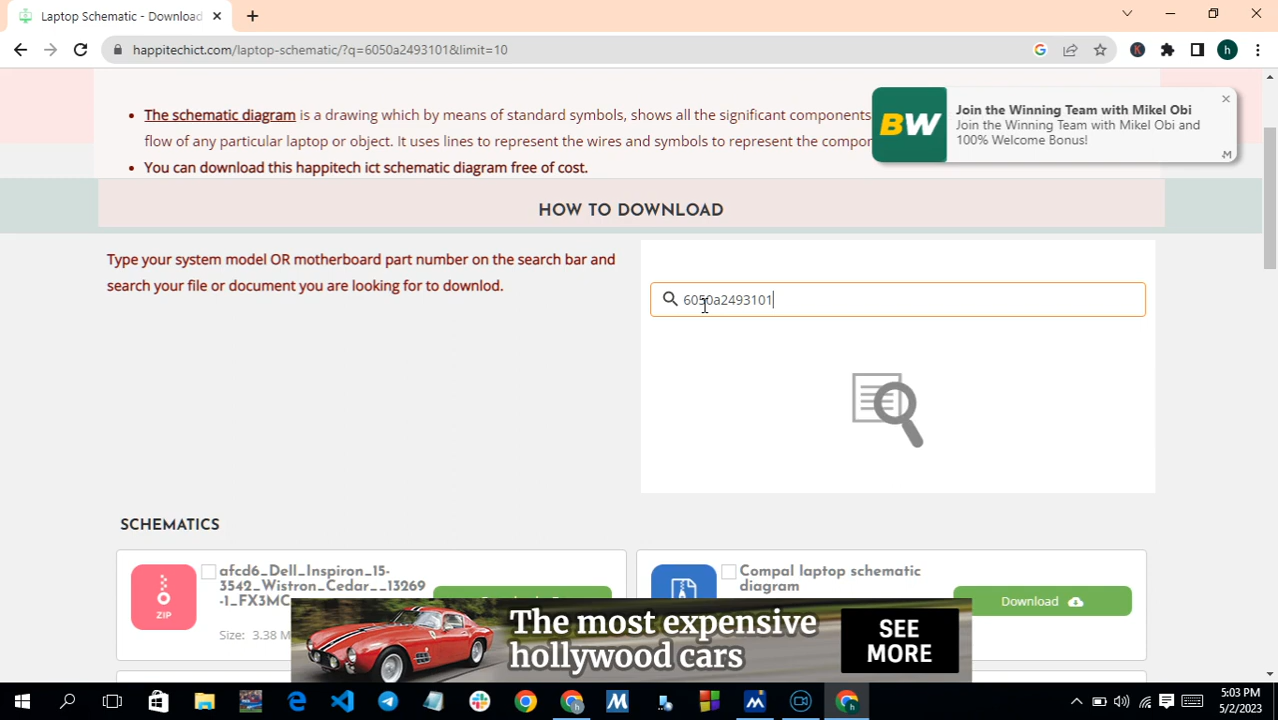 Laptop Schematic - Download
happitechict.com/laptop-schematic/?q=6050a2493101&limit=10
h
The schematic diagram is a drawing which by means of standard symbols, shows all the significant components
flow of any particular laptop or object. It uses lines to represent the wires and symbols to represent the compor
You can download this happitech ict schematic diagram free of cost.
BW
Join the Winning Team with Mikel Obi
Join the Winning Team with Mikel Obi and
100% Welcome Bonus!
HOW TO DOWNLOAD
Type your system model OR motherboard part number on the search bar and
search your file or document you are looking for to downlod.
6050a2493101
SCHEMATICS
ZIP
afcd6_Dell_Inspiron_15-
3542_Wistron_Cedar__13269
-1_FX3MC
Size: 3.38 M
Compal laptop schematic
diagram
Download
The most expensive
hollywood cars
SEE
MORE
5:03 PM
5/2/2023